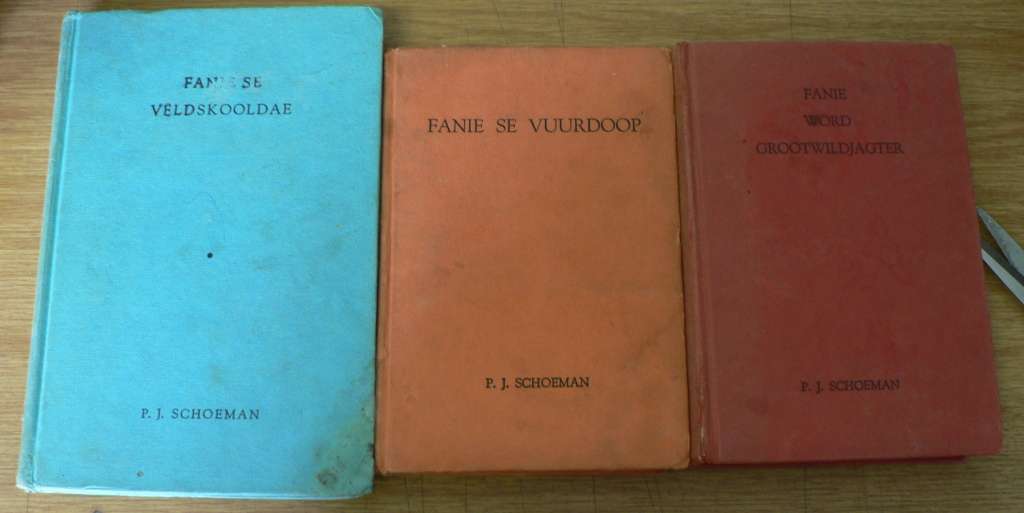 FANIE SE
VELDSKOOLDAE
P. J. SCHOEMAN
FANIE SE VUURDOOP
P. J. SCHOEMAN
FANIE
WORD
GROOTWILDJAGTER
P. J. SCHOEMAN